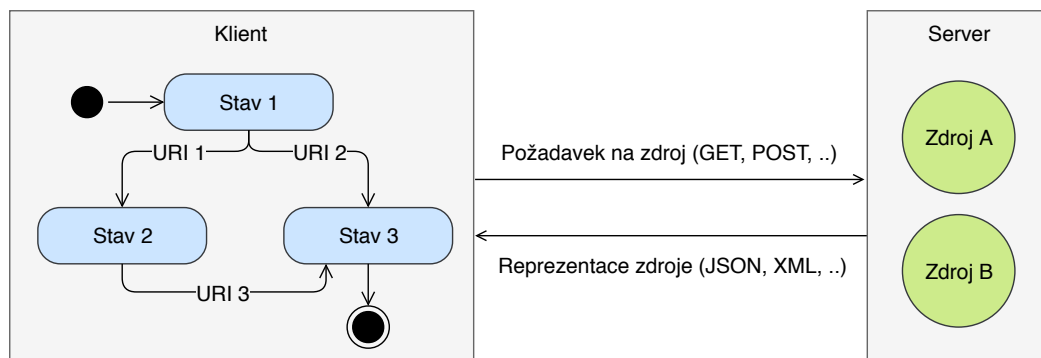 Klient
Stav 1
URI 1
URI 2
Stav 2
Stav 3
URI 3
Požadavek na zdroj (GET, POST, ..)
Reprezentace zdroje (JSON, XML, ..)
Server
Zdroj A
Zdroj B